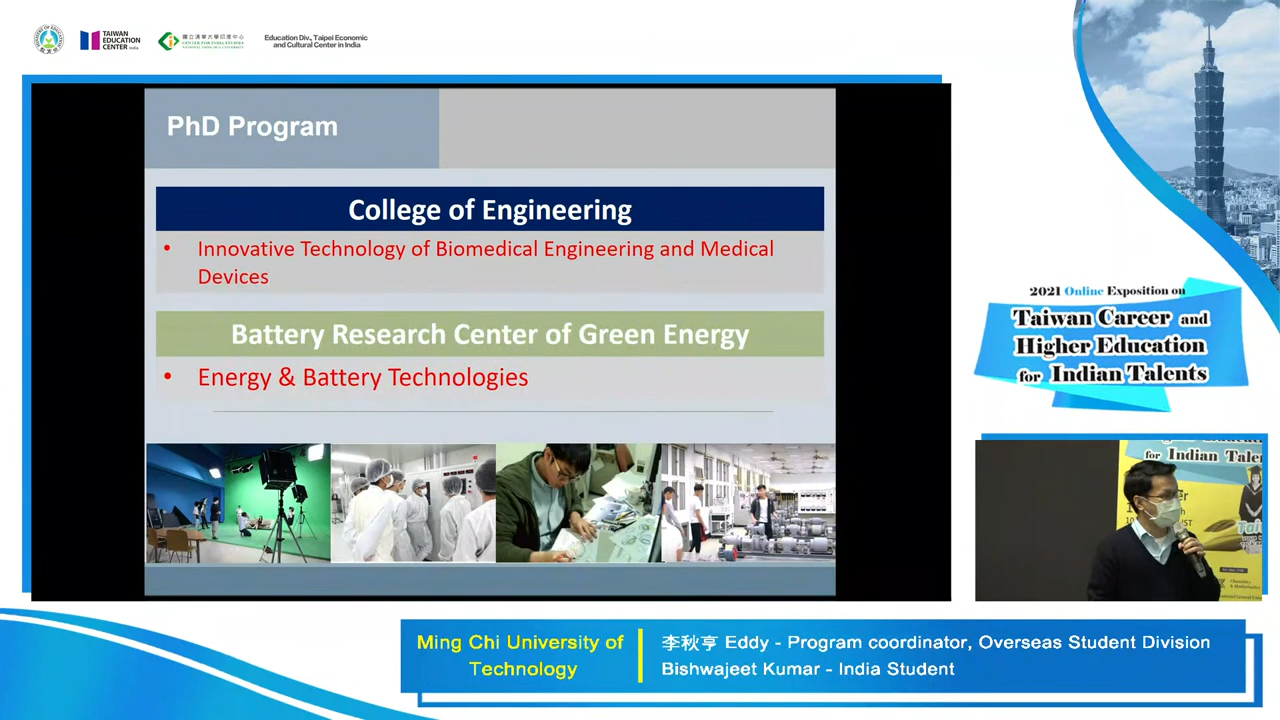 TAIWAN
EDUCATION
CENTER India
國立清華大學印度中心
CENTER FOR INDIA STUDIES
NATIONAL TSING HUA UNIVERSITY
Education Div., Taipei Economic
and Cultural Center in India
PhD Program
College of Engineering
• Innovative Technology of Biomedical Engineering and Medical
Devices
Battery Research Center of Green Energy
• Energy & Battery Technologies
2021 Online Exposition on
Taiwan Career and
Higher Education
for Indian Talents
for Indian Talen
Ming Chi University of
Technology
李秋亨 Eddy - Program coordinator, Overseas Student Division
Bishwajeet Kumar - India Student